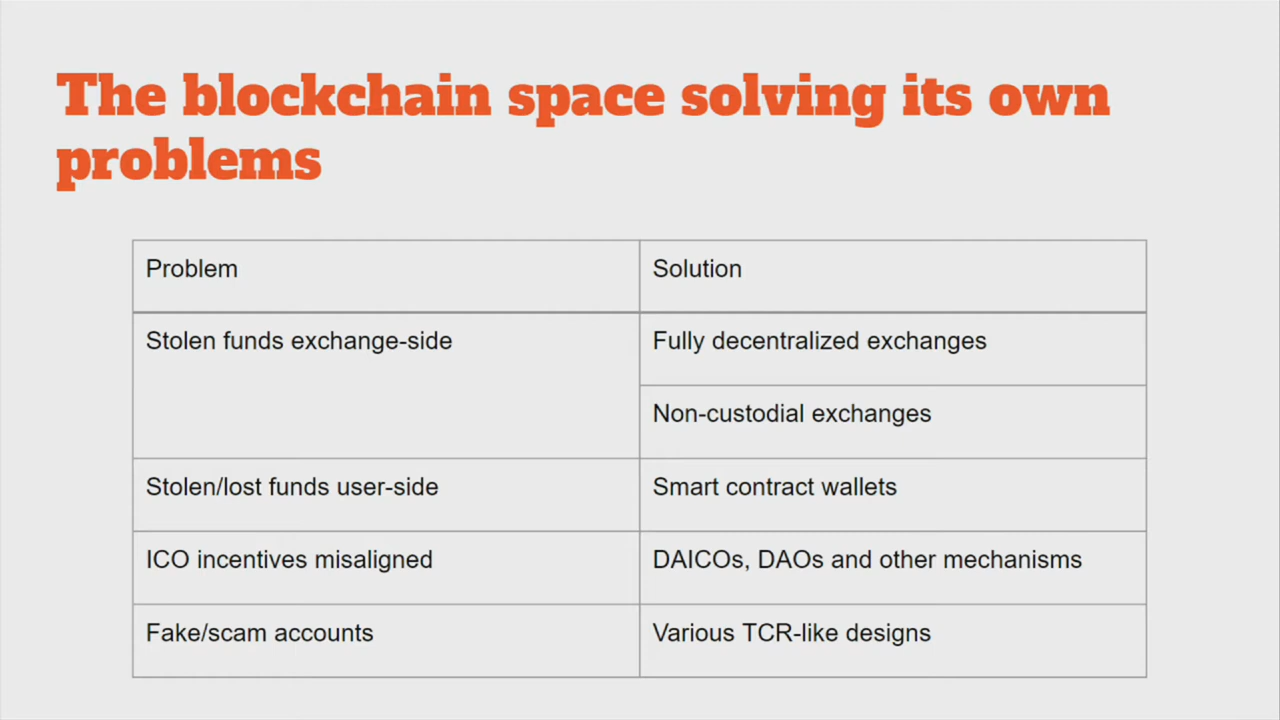 The blockchain space solving its own
problems
Problem
Solution
Stolen funds exchange-side
Fully decentralized exchanges
Non-custodial exchanges
Stolen/lost funds user-side
Smart contract wallets
ICO incentives misaligned
DAICOs, DAOs and other mechanisms
Fake/scam accounts
Various TCR-like designs